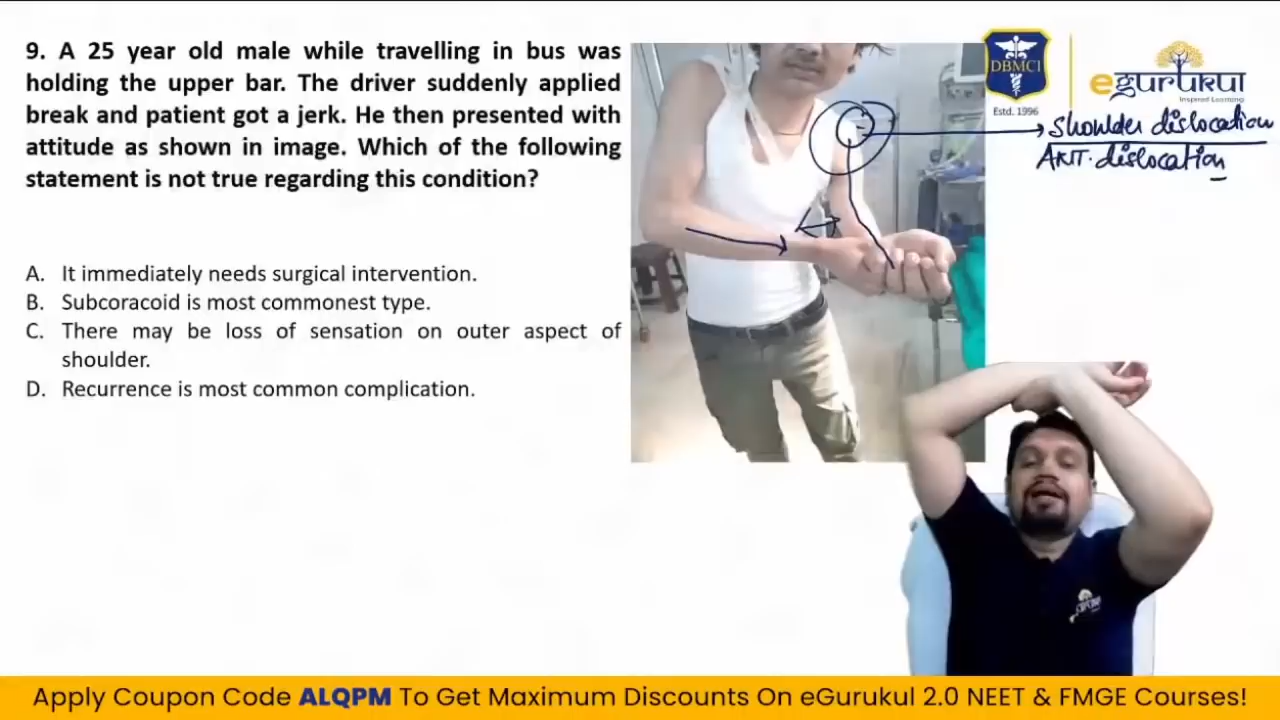 9. A 25 year old male while travelling in bus was
holding the upper bar. The driver suddenly applied
break and patient got a jerk. He then presented with
attitude as shown in image. Which of the following
statement is not true regarding this condition?
A. It immediately needs surgical intervention.
B. Subcoracoid is most commonest type.
C. There may be loss of sensation on outer aspect of
shoulder.
D. Recurrence is most common complication.
DBMCI
Estd. 1996
egurukul
Inspired Learning
Shoulder dislocation
Ant. dislocation
Apply Coupon Code ALQPM To Get Maximum Discounts On eGurukul 2.0 NEET & FMGE Courses!